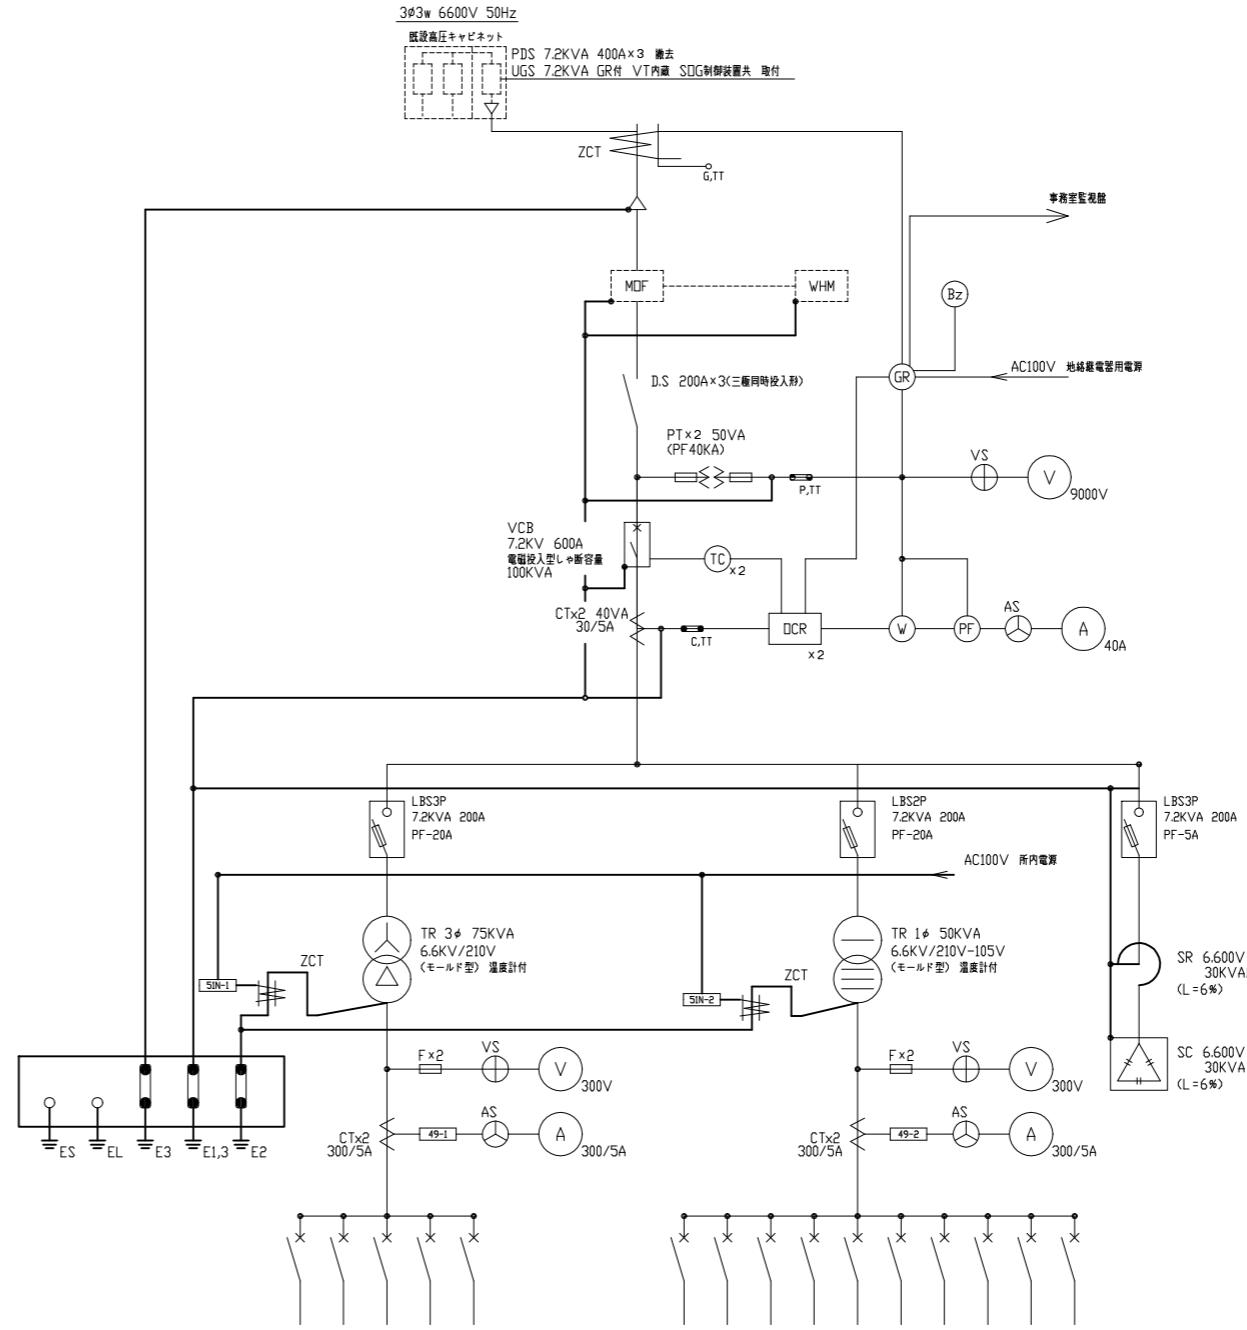 3φ3w 6600V 50Hz
既設高圧キャビネット
PDS 7.2KVA 400A×3 撤去
UGS 7.2KVA GR付 VT内蔵 SOG制御装置共 取付
ZCT
G,TT
事務室監視盤
MOF
WHM
Bz
GR
AC100V 地絡継電器用電源
D.S 200A×3(三極同時投入形)
PT×2 50VA
(PF40KA)
P,TT
VS
V
9000V
VCB
7.2KV 600A
電磁投入型しゃ断容量
100KVA
TC
×2
CT×2 40VA
30/5A
C,TT
OCR
×2
W
PF
AS
A
40A
LBS3P
7.2KVA 200A
PF-20A
LBS2P
7.2KVA 200A
PF-20A
LBS3P
7.2KVA 200A
PF-5A
AC100V 所内電源
TR 3φ 75KVA
6.6KV/210V
(モールド型) 温度計付
TR 1φ 50KVA
6.6KV/210V-105V
(モールド型) 温度計付
ZCT
51N-1
ZCT
51N-2
SR 6.600V
30KVA
(L=6%)
SC 6.600V
30KVA
(L=6%)
F×2
VS
V
300V
F×2
VS
V
300V
CT×2
300/5A
49-1
AS
A
300/5A
CT×2
300/5A
49-2
AS
A
300/5A
ES
EL
E3
E1,3
E2